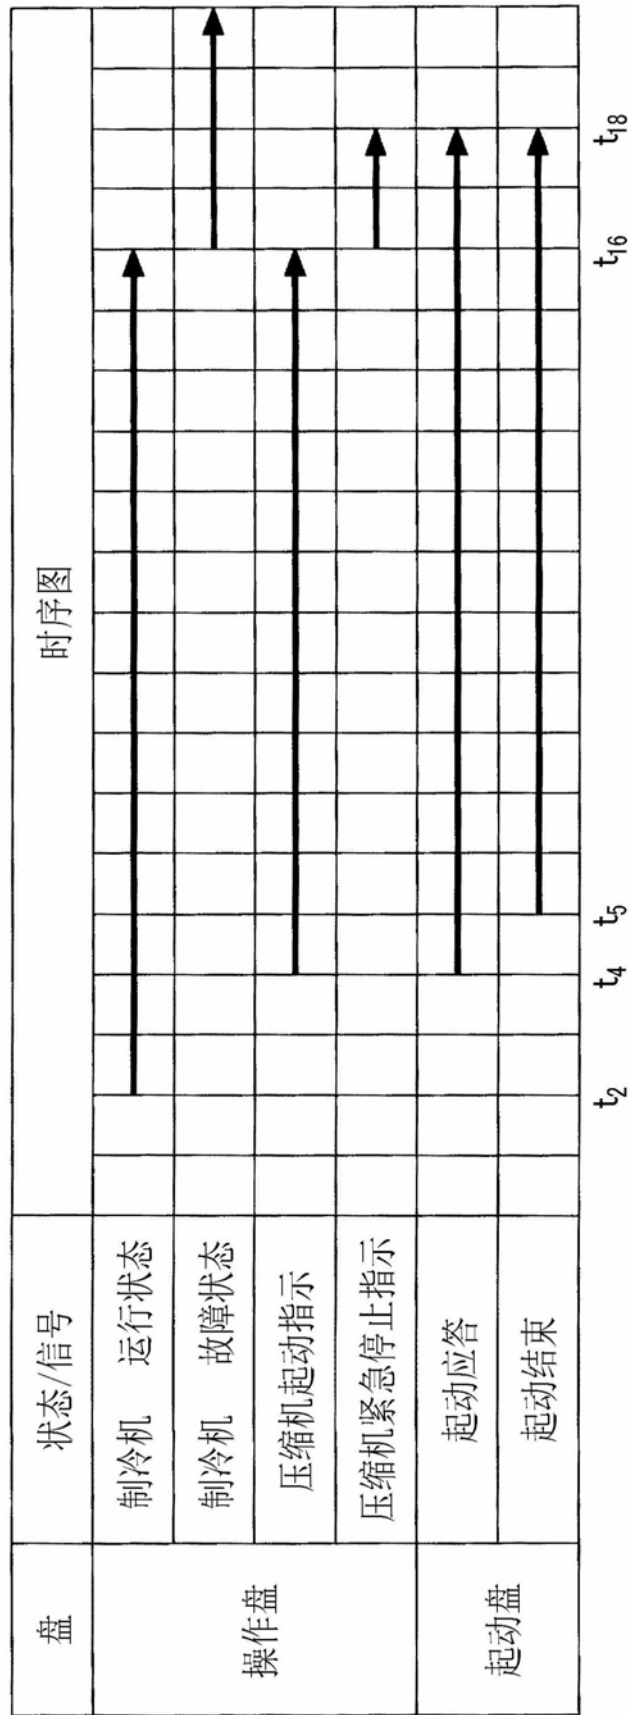 盘 状态/信号 时序图
操作盘
制冷机 运行状态
制冷机 故障状态
压缩机起动指示
压缩机紧急停止指示
起动盘
起动应答
起动结束
t2 t4 t5 t16 t18